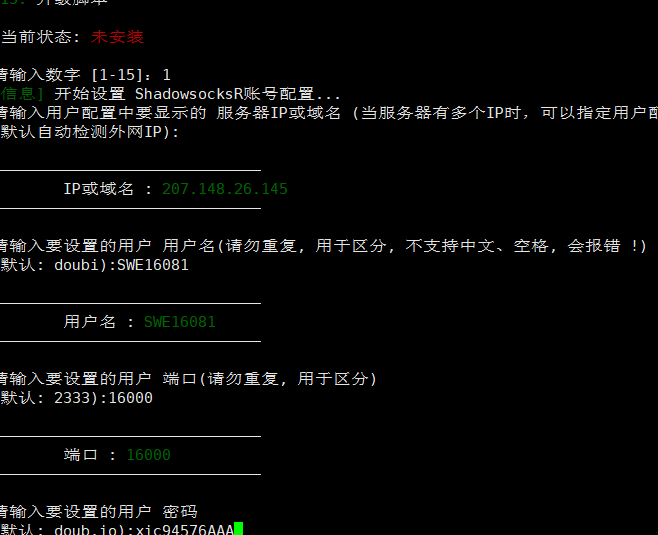 当前状态: 未安装
请输入数字 [1-15]: 1
信息] 开始设置 ShadowsocksR账号配置...
请输入用户配置中要显示的 服务器IP或域名 (当服务器有多个IP时, 可以指定用户配
默认自动检测外网IP):
IP或域名 : 207.148.26.145
请输入要设置的用户 用户名(请勿重复, 用于区分, 不支持中文、空格, 会报错 !)
默认: doubi):SWE16081
用户名 : SWE16081
请输入要设置的用户 端口(请勿重复, 用于区分)
默认: 2333):16000
端口 : 16000
请输入要设置的用户 密码
默认: doub.io):xjc94576AAA